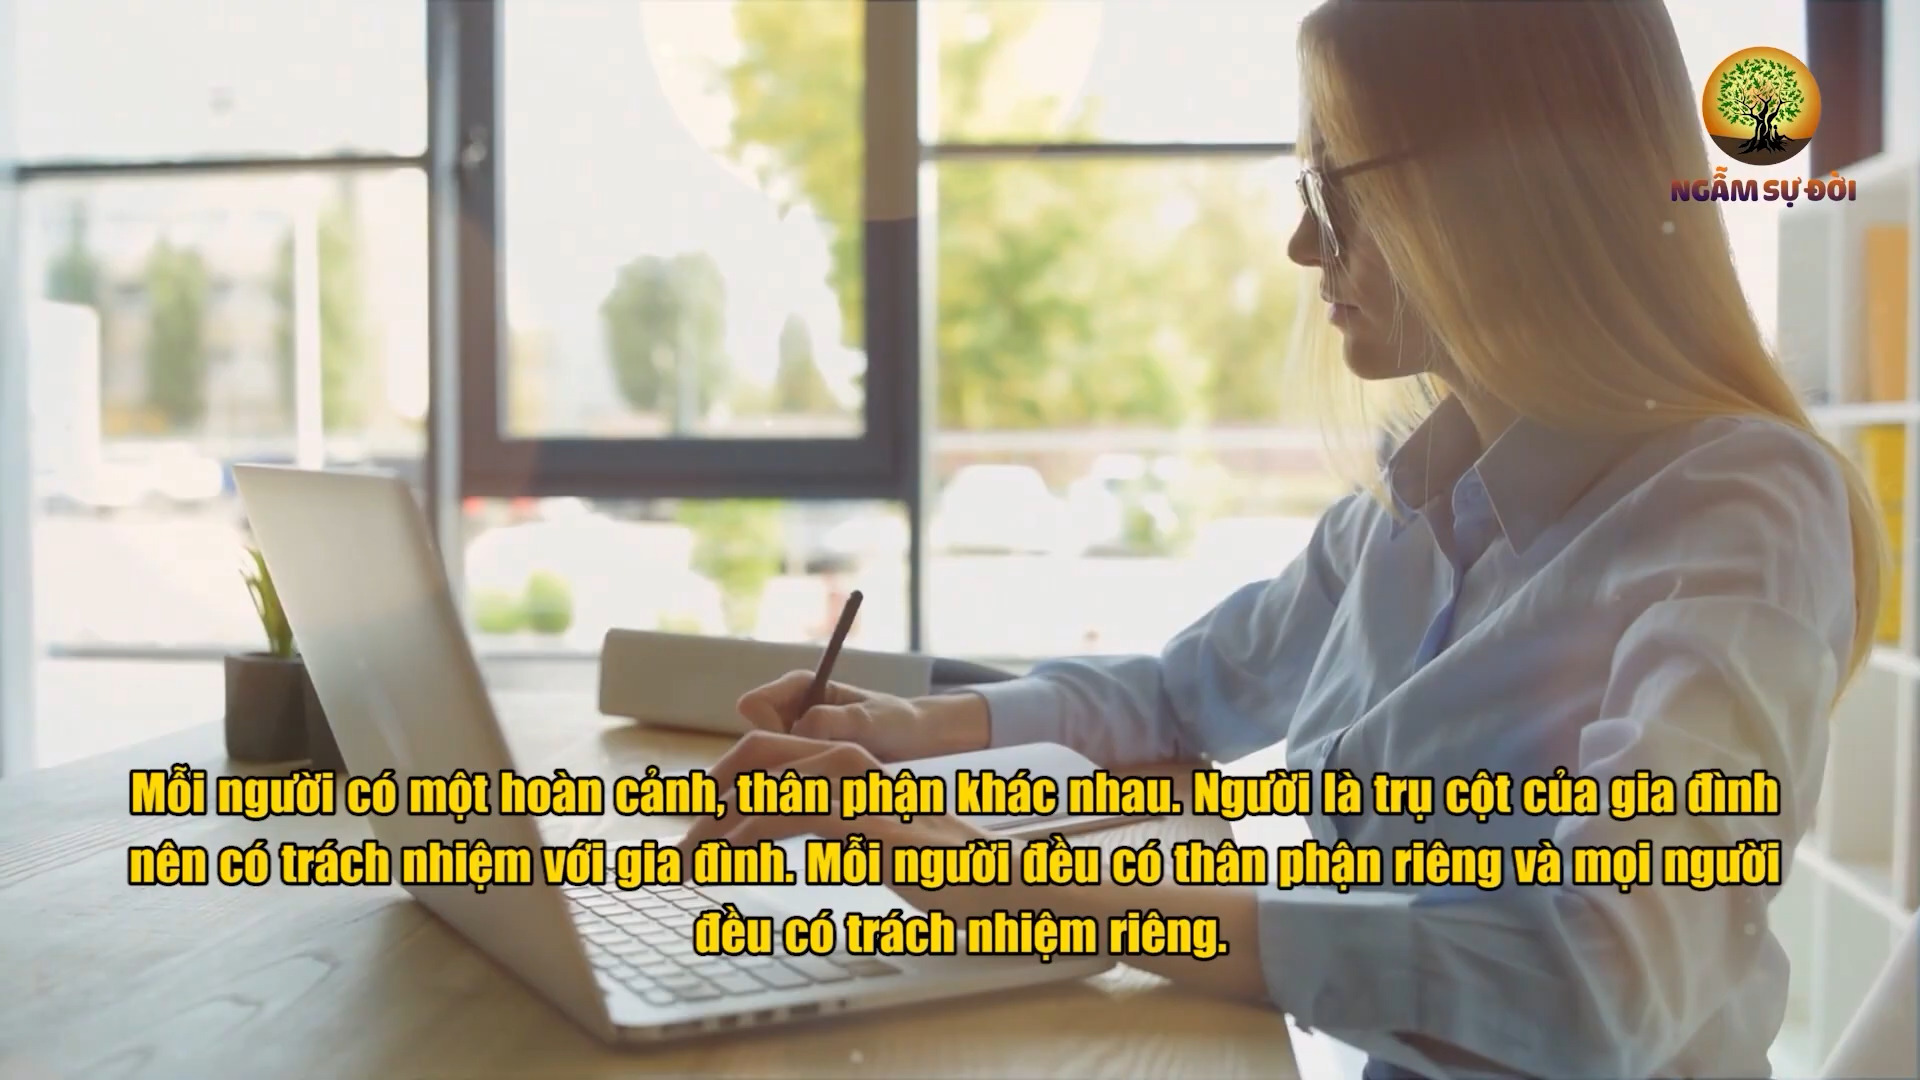 NGẪM SỰ ĐỜI
Mỗi người có một hoàn cảnh, thân phận khác nhau. Người là trụ cột của gia đình
nên có trách nhiệm với gia đình. Mỗi người đều có thân phận riêng và mọi người
đều có trách nhiệm riêng.